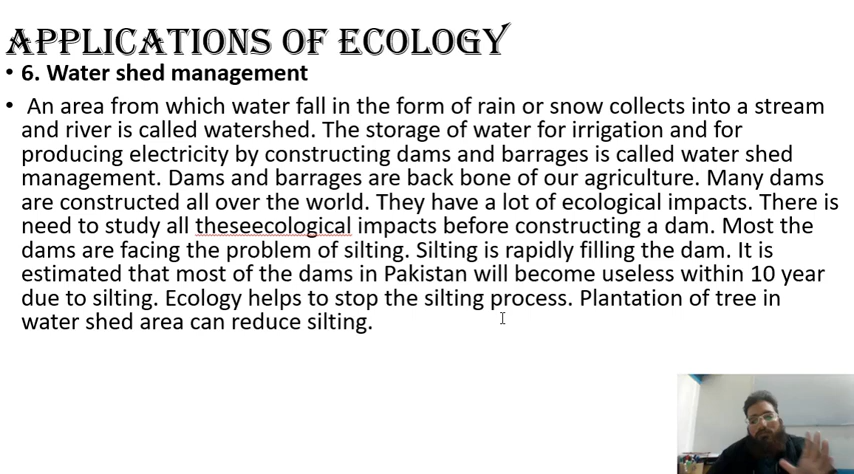 APPLICATIONS OF ECOLOGY
• 6. Water shed management
• An area from which water fall in the form of rain or snow collects into a stream
and river is called watershed. The storage of water for irrigation and for
producing electricity by constructing dams and barrages is called water shed
management. Dams and barrages are back bone of our agriculture. Many dams
are constructed all over the world. They have a lot of ecological impacts. There is
need to study all theseecological impacts before constructing a dam. Most the
dams are facing the problem of silting. Silting is rapidly filling the dam. It is
estimated that most of the dams in Pakistan will become useless within 10 year
due to silting. Ecology helps to stop the silting process. Plantation of tree in
water shed area can reduce silting.